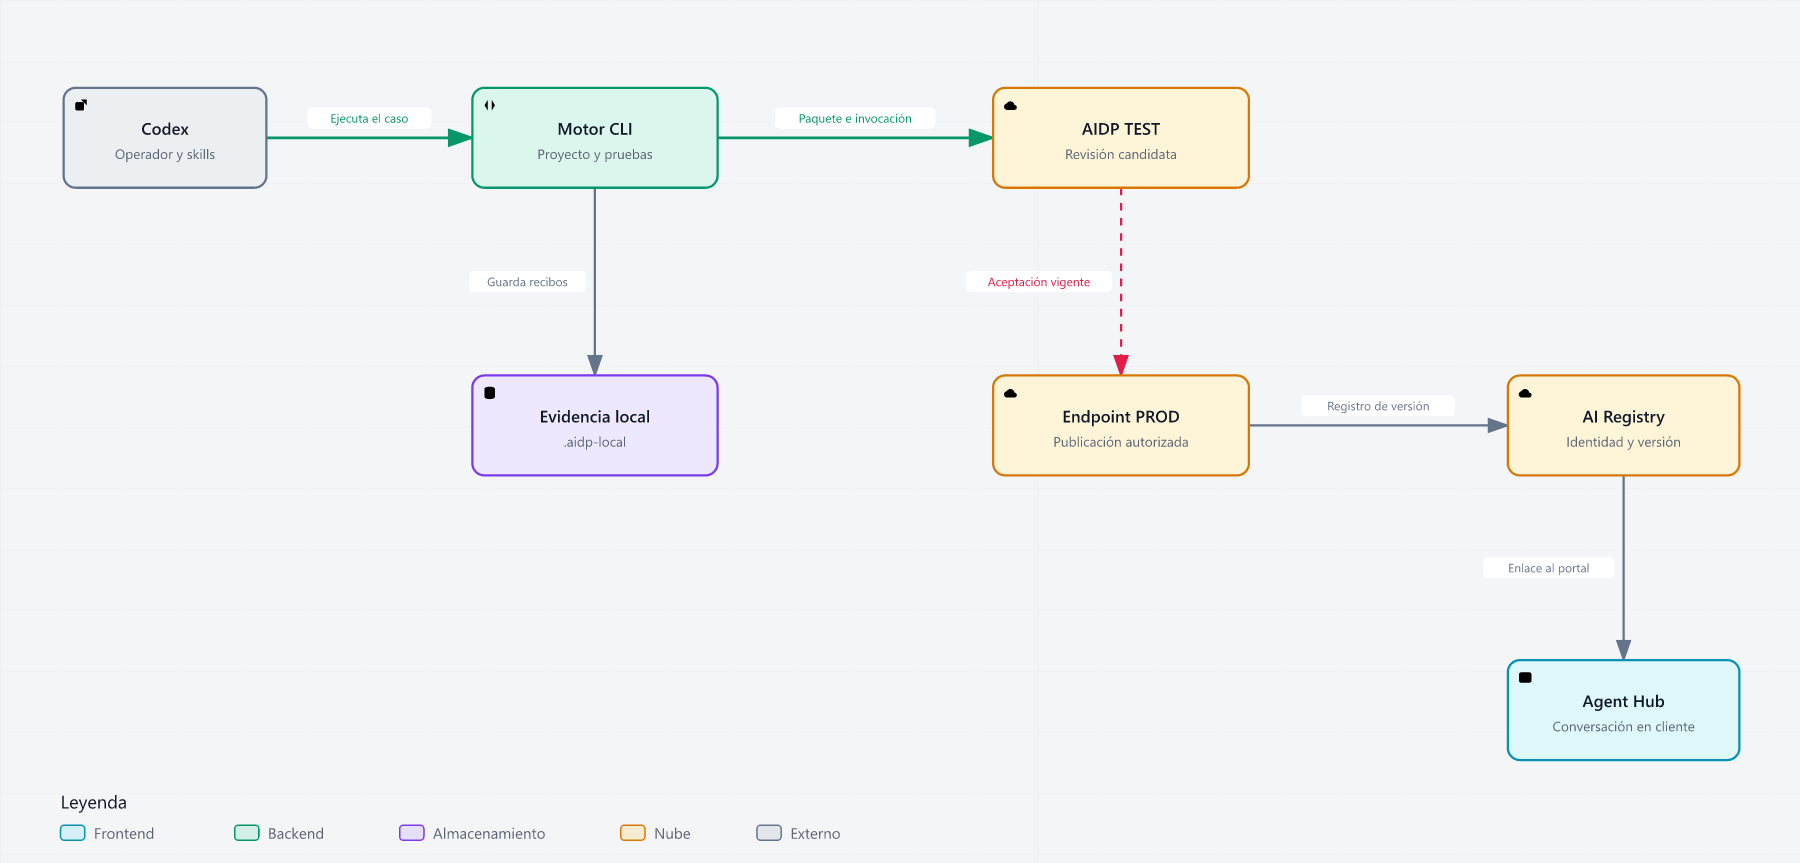 Codex
Operador y skills
Ejecuta el caso
Motor CLI
Proyecto y pruebas
Paquete e invocación
AIDP TEST
Revisión candidata
Guarda recibos
Aceptación vigente
Evidencia local
.aidp-local
Endpoint PROD
Publicación autorizada
Registro de versión
AI Registry
Identidad y versión
Enlace al portal
Agent Hub
Conversación en cliente
Leyenda
Frontend
Backend
Almacenamiento
Nube
Externo